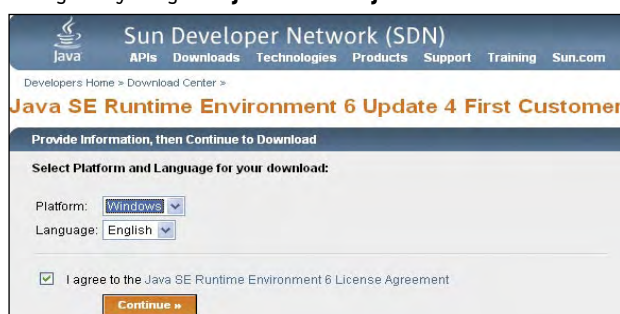 Sun Developer Network (SDN)
Java
APIs Downloads Technologies Products Support Training Sun.com
Developers Home > Download Center >
Java SE Runtime Environment 6 Update 4 First Customer
Provide Information, then Continue to Download
Select Platform and Language for your download:
Platform: Windows
Language: English
I agree to the Java SE Runtime Environment 6 License Agreement
Continue »